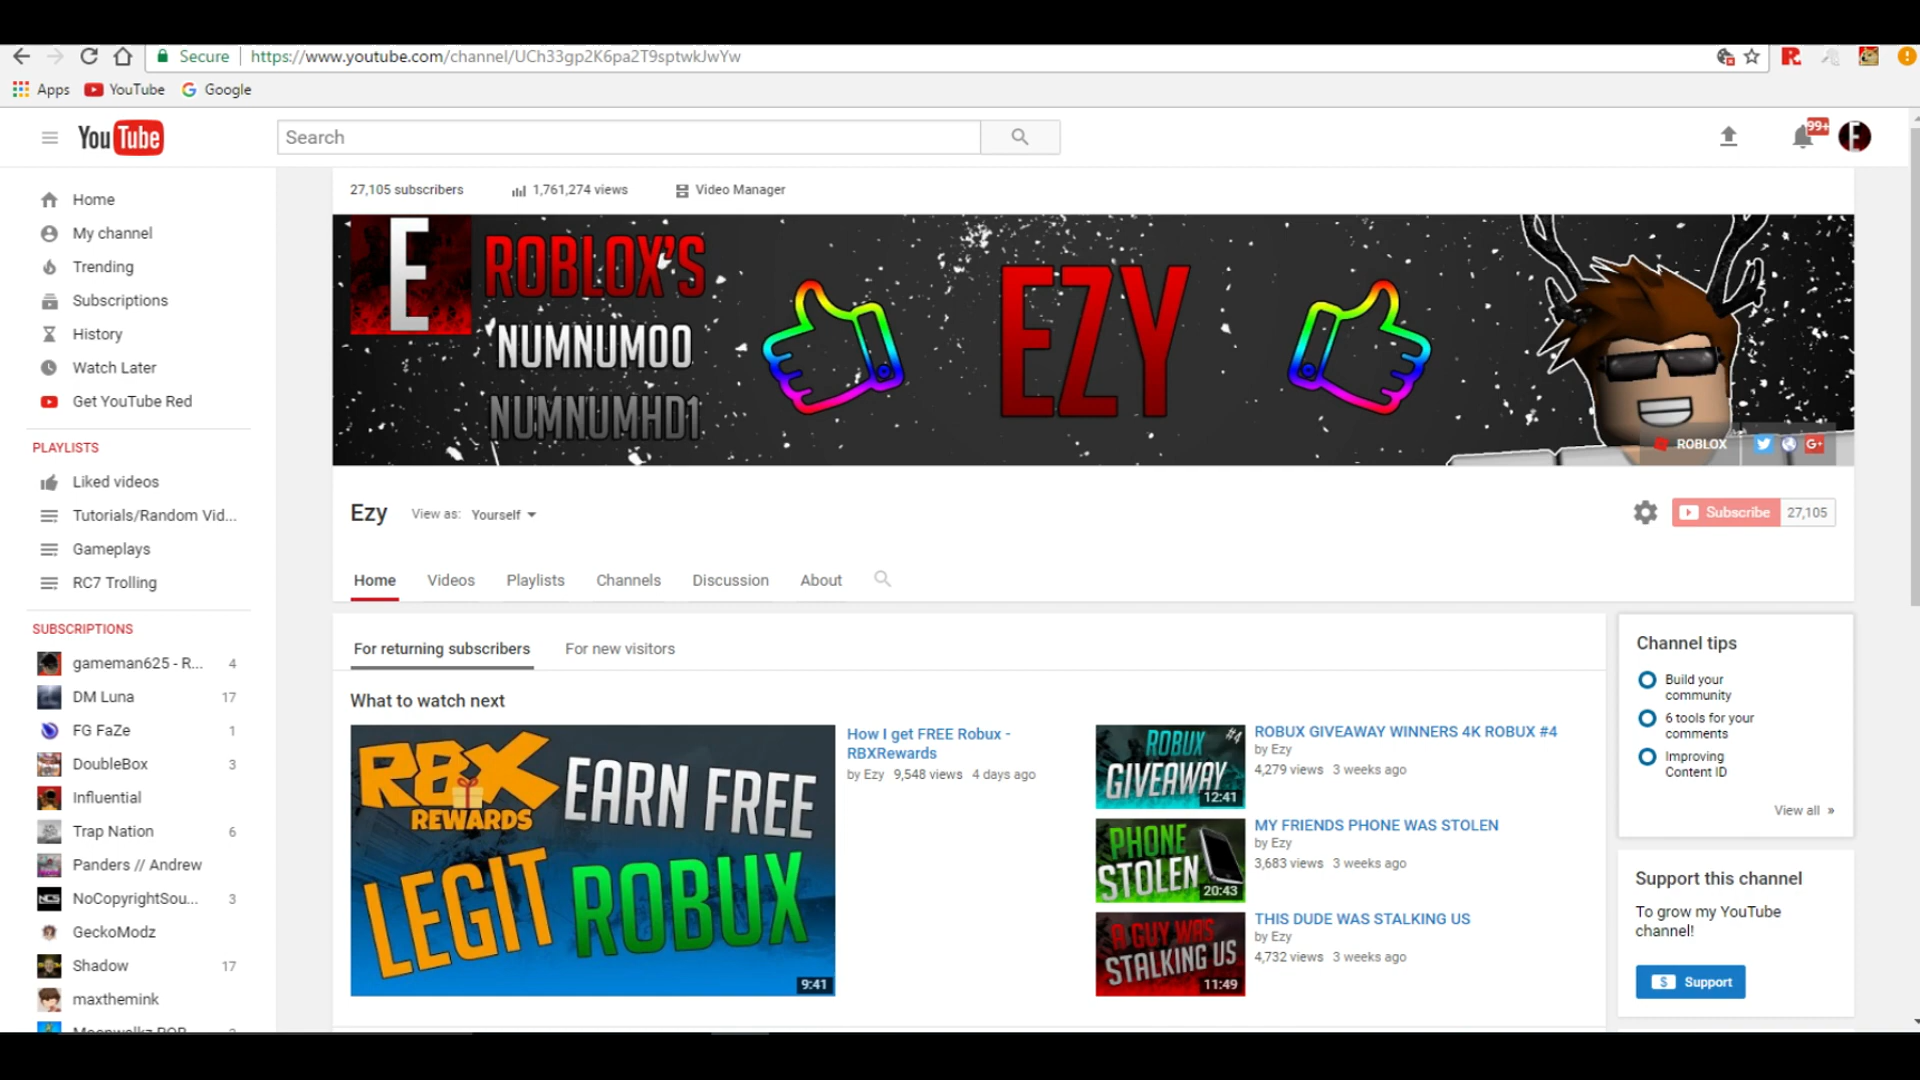 Secure https://www.youtube.com/channel/UCh33gp2K6pa2T9sptwkJwYw
Apps YouTube Google
YouTube
Search
99+
E
27,105 subscribers 1,761,274 views Video Manager
Home
My channel
Trending
Subscriptions
History
Watch Later
Get YouTube Red
PLAYLISTS
Liked videos
Tutorials/Random Vid...
Gameplays
RC7 Trolling
SUBSCRIPTIONS
gameman625 - R... 4
DM Luna 17
FG FaZe 1
DoubleBox 3
Influential
Trap Nation 6
Panders // Andrew
NoCopyrightSou... 3
GeckoModz
Shadow 17
maxthemink
E
ROBLOX'S
NUMNUMOO
NUMNUMHD1
EZY
ROBLOX
G+
Ezy View as: Yourself
Subscribe 27,105
Home Videos Playlists Channels Discussion About
For returning subscribers For new visitors
What to watch next
RBX
REWARDS
EARN FREE
LEGIT ROBUX
9:41
How I get FREE Robux -
RBXRewards
by Ezy 9,548 views 4 days ago
ROBUX #4
GIVEAWAY
12:41
ROBUX GIVEAWAY WINNERS 4K ROBUX #4
by Ezy
4,279 views 3 weeks ago
PHONE
STOLEN
20:43
MY FRIENDS PHONE WAS STOLEN
by Ezy
3,683 views 3 weeks ago
A GUY WAS
STALKING US
11:49
THIS DUDE WAS STALKING US
by Ezy
4,732 views 3 weeks ago
Channel tips
Build your
community
6 tools for your
comments
Improving
Content ID
View all »
Support this channel
To grow my YouTube
channel!
$ Support